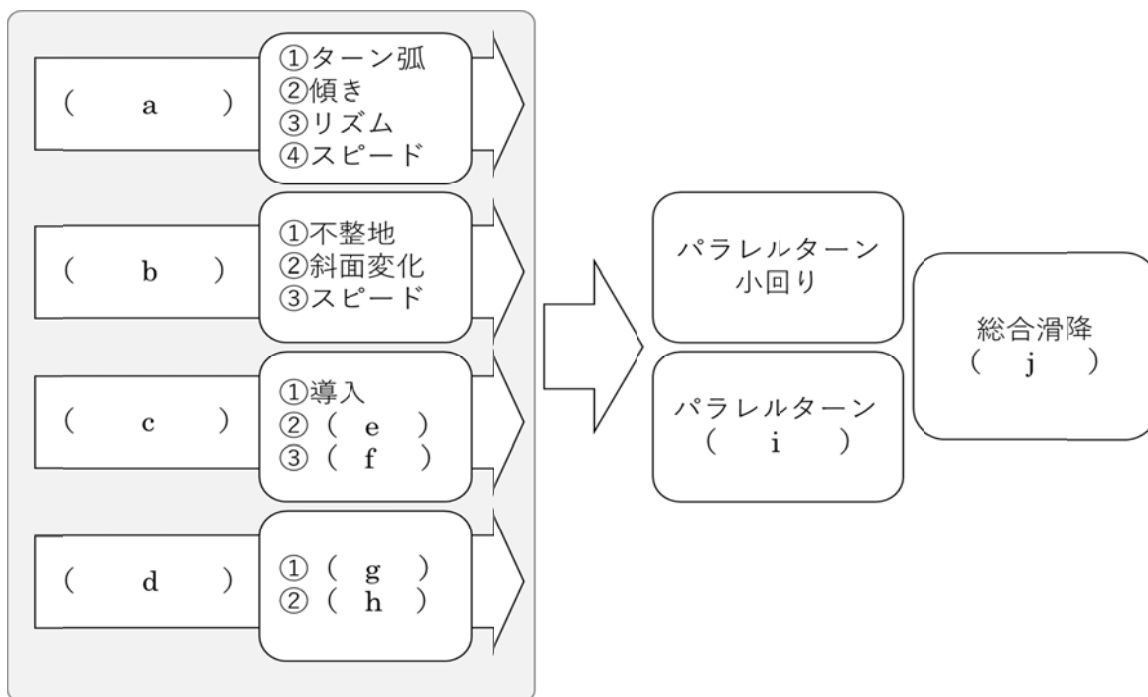 ( a )
①ターン弧
②傾き
③リズム
④スピード
( b )
①不整地
②斜面変化
③スピード
( c )
①導入
②( e )
③( f )
( d )
①( g )
②( h )
パラレルターン
小回り
パラレルターン
( i )
総合滑降
( j )